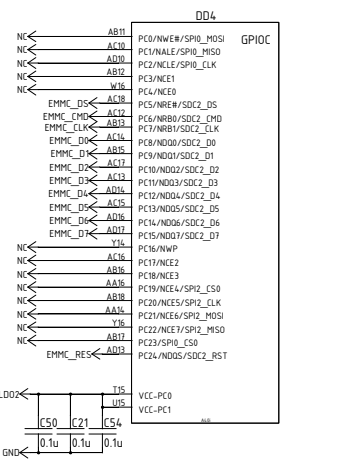 DD4
GPIOC
NC AB11 PC0/NWE#/SPI0_MOSI
NC AC10 PC1/NALE/SPI0_MISO
NC AD10 PC2/NCLE/SPI0_CLK
NC AB12 PC3/NCE1
NC W16 PC4/NCE0
EMMC_DS AC18 PC5/NRE#/SDC2_DS
EMMC_CMD AC12 PC6/NRB0/SDC2_CMD
EMMC_CLK AB13 PC7/NRB1/SDC2_CLK
EMMC_D0 AC14 PC8/NDQ0/SDC2_D0
EMMC_D1 AB15 PC9/NDQ1/SDC2_D1
EMMC_D2 AC17 PC10/NDQ2/SDC2_D2
EMMC_D3 AC13 PC11/NDQ3/SDC2_D3
EMMC_D4 AD14 PC12/NDQ4/SDC2_D4
EMMC_D5 AC15 PC13/NDQ5/SDC2_D5
EMMC_D6 AD16 PC14/NDQ6/SDC2_D6
EMMC_D7 AD17 PC15/NDQ7/SDC2_D7
NC Y14 PC16/NWP
NC AC16 PC17/NCE2
NC AB16 PC18/NCE3
NC AA16 PC19/NCE4/SPI2_CS0
NC AB18 PC20/NCE5/SPI2_CLK
NC AA14 PC21/NCE6/SPI2_MOSI
NC Y16 PC22/NCE7/SPI2_MISO
NC AB17 PC23/SPI0_CS0
EMMC_RES AD13 PC24/NDQS/SDC2_RST
LDO2 T15 VCC-PC0
U15 VCC-PC1
C50 C21 C54
0.1u 0.1u 0.1u
GND